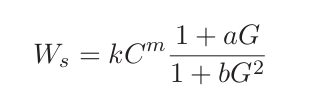 $W_s = kC^m \frac{1 + aG}{1 + bG^2}$